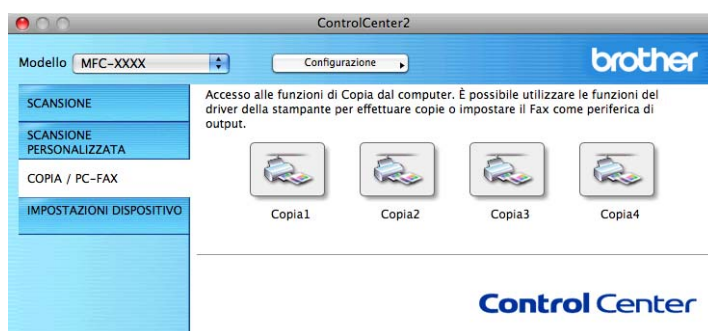 ControlCenter2
Modello MFC-XXXX Configurazione brother
SCANSIONE
SCANSIONE
PERSONALIZZATA
COPIA / PC-FAX
IMPOSTAZIONI DISPOSITIVO
Accesso alle funzioni di Copia dal computer. È possibile utilizzare le funzioni del
driver della stampante per effettuare copie o impostare il Fax come periferica di
output.
Copia1 Copia2 Copia3 Copia4
Control Center